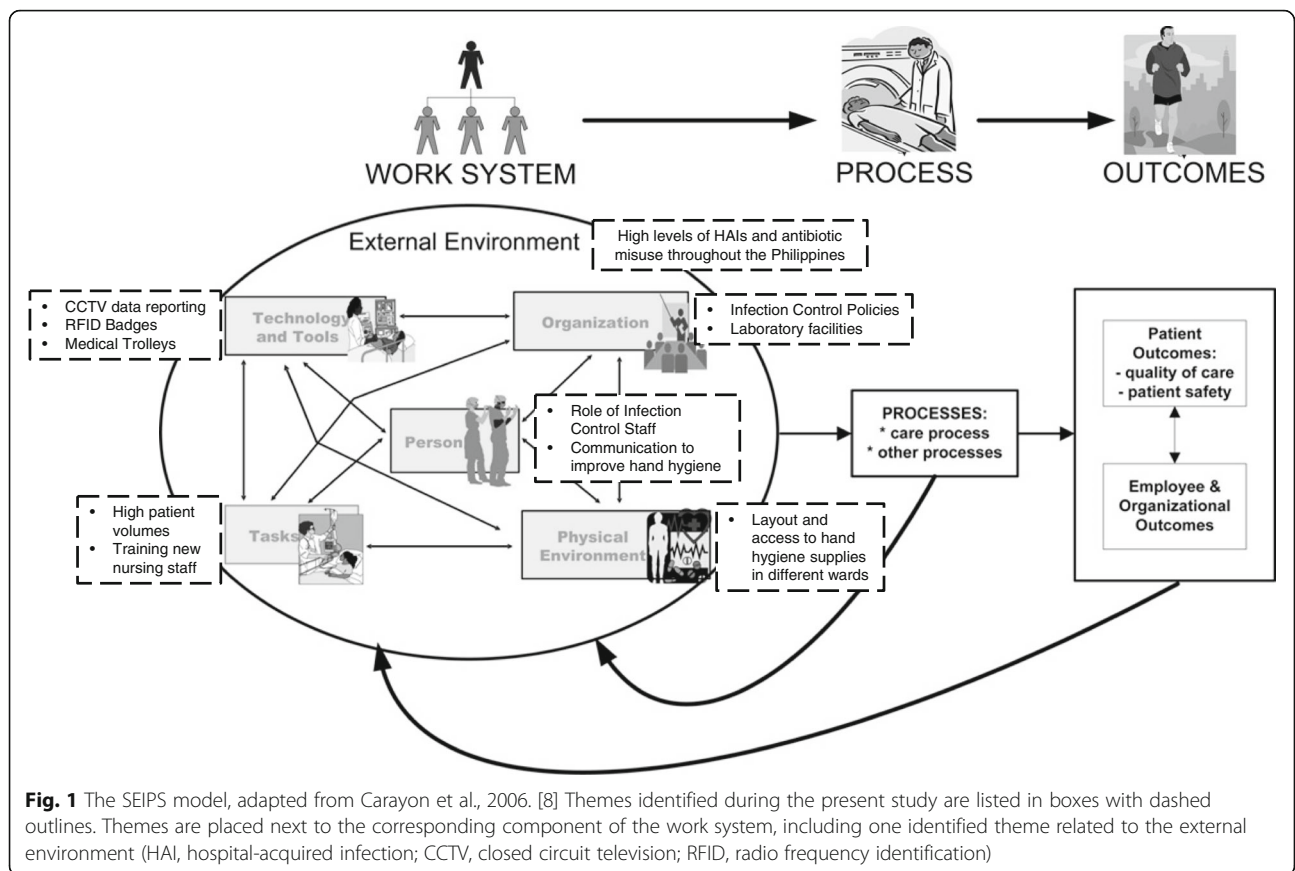 WORK SYSTEM
PROCESS
OUTCOMES
External Environment
High levels of HAIs and antibiotic
misuse throughout the Philippines
• CCTV data reporting
• RFID Badges
• Medical Trolleys
Technology
and Tools
Organization
• Infection Control Policies
• Laboratory facilities
Person
• Role of Infection
Control Staff
• Communication to
improve hand hygiene
• High patient
volumes
• Training new
nursing staff
Tasks
Physical
Environment
• Layout and
access to hand
hygiene supplies
in different wards
PROCESSES:
* care process
* other processes
Patient
Outcomes:
- quality of care
- patient safety
Employee &
Organizational
Outcomes
Fig. 1 The SEIPS model, adapted from Carayon et al., 2006. [8] Themes identified during the present study are listed in boxes with dashed
outlines. Themes are placed next to the corresponding component of the work system, including one identified theme related to the external
environment (HAI, hospital-acquired infection; CCTV, closed circuit television; RFID, radio frequency identification)